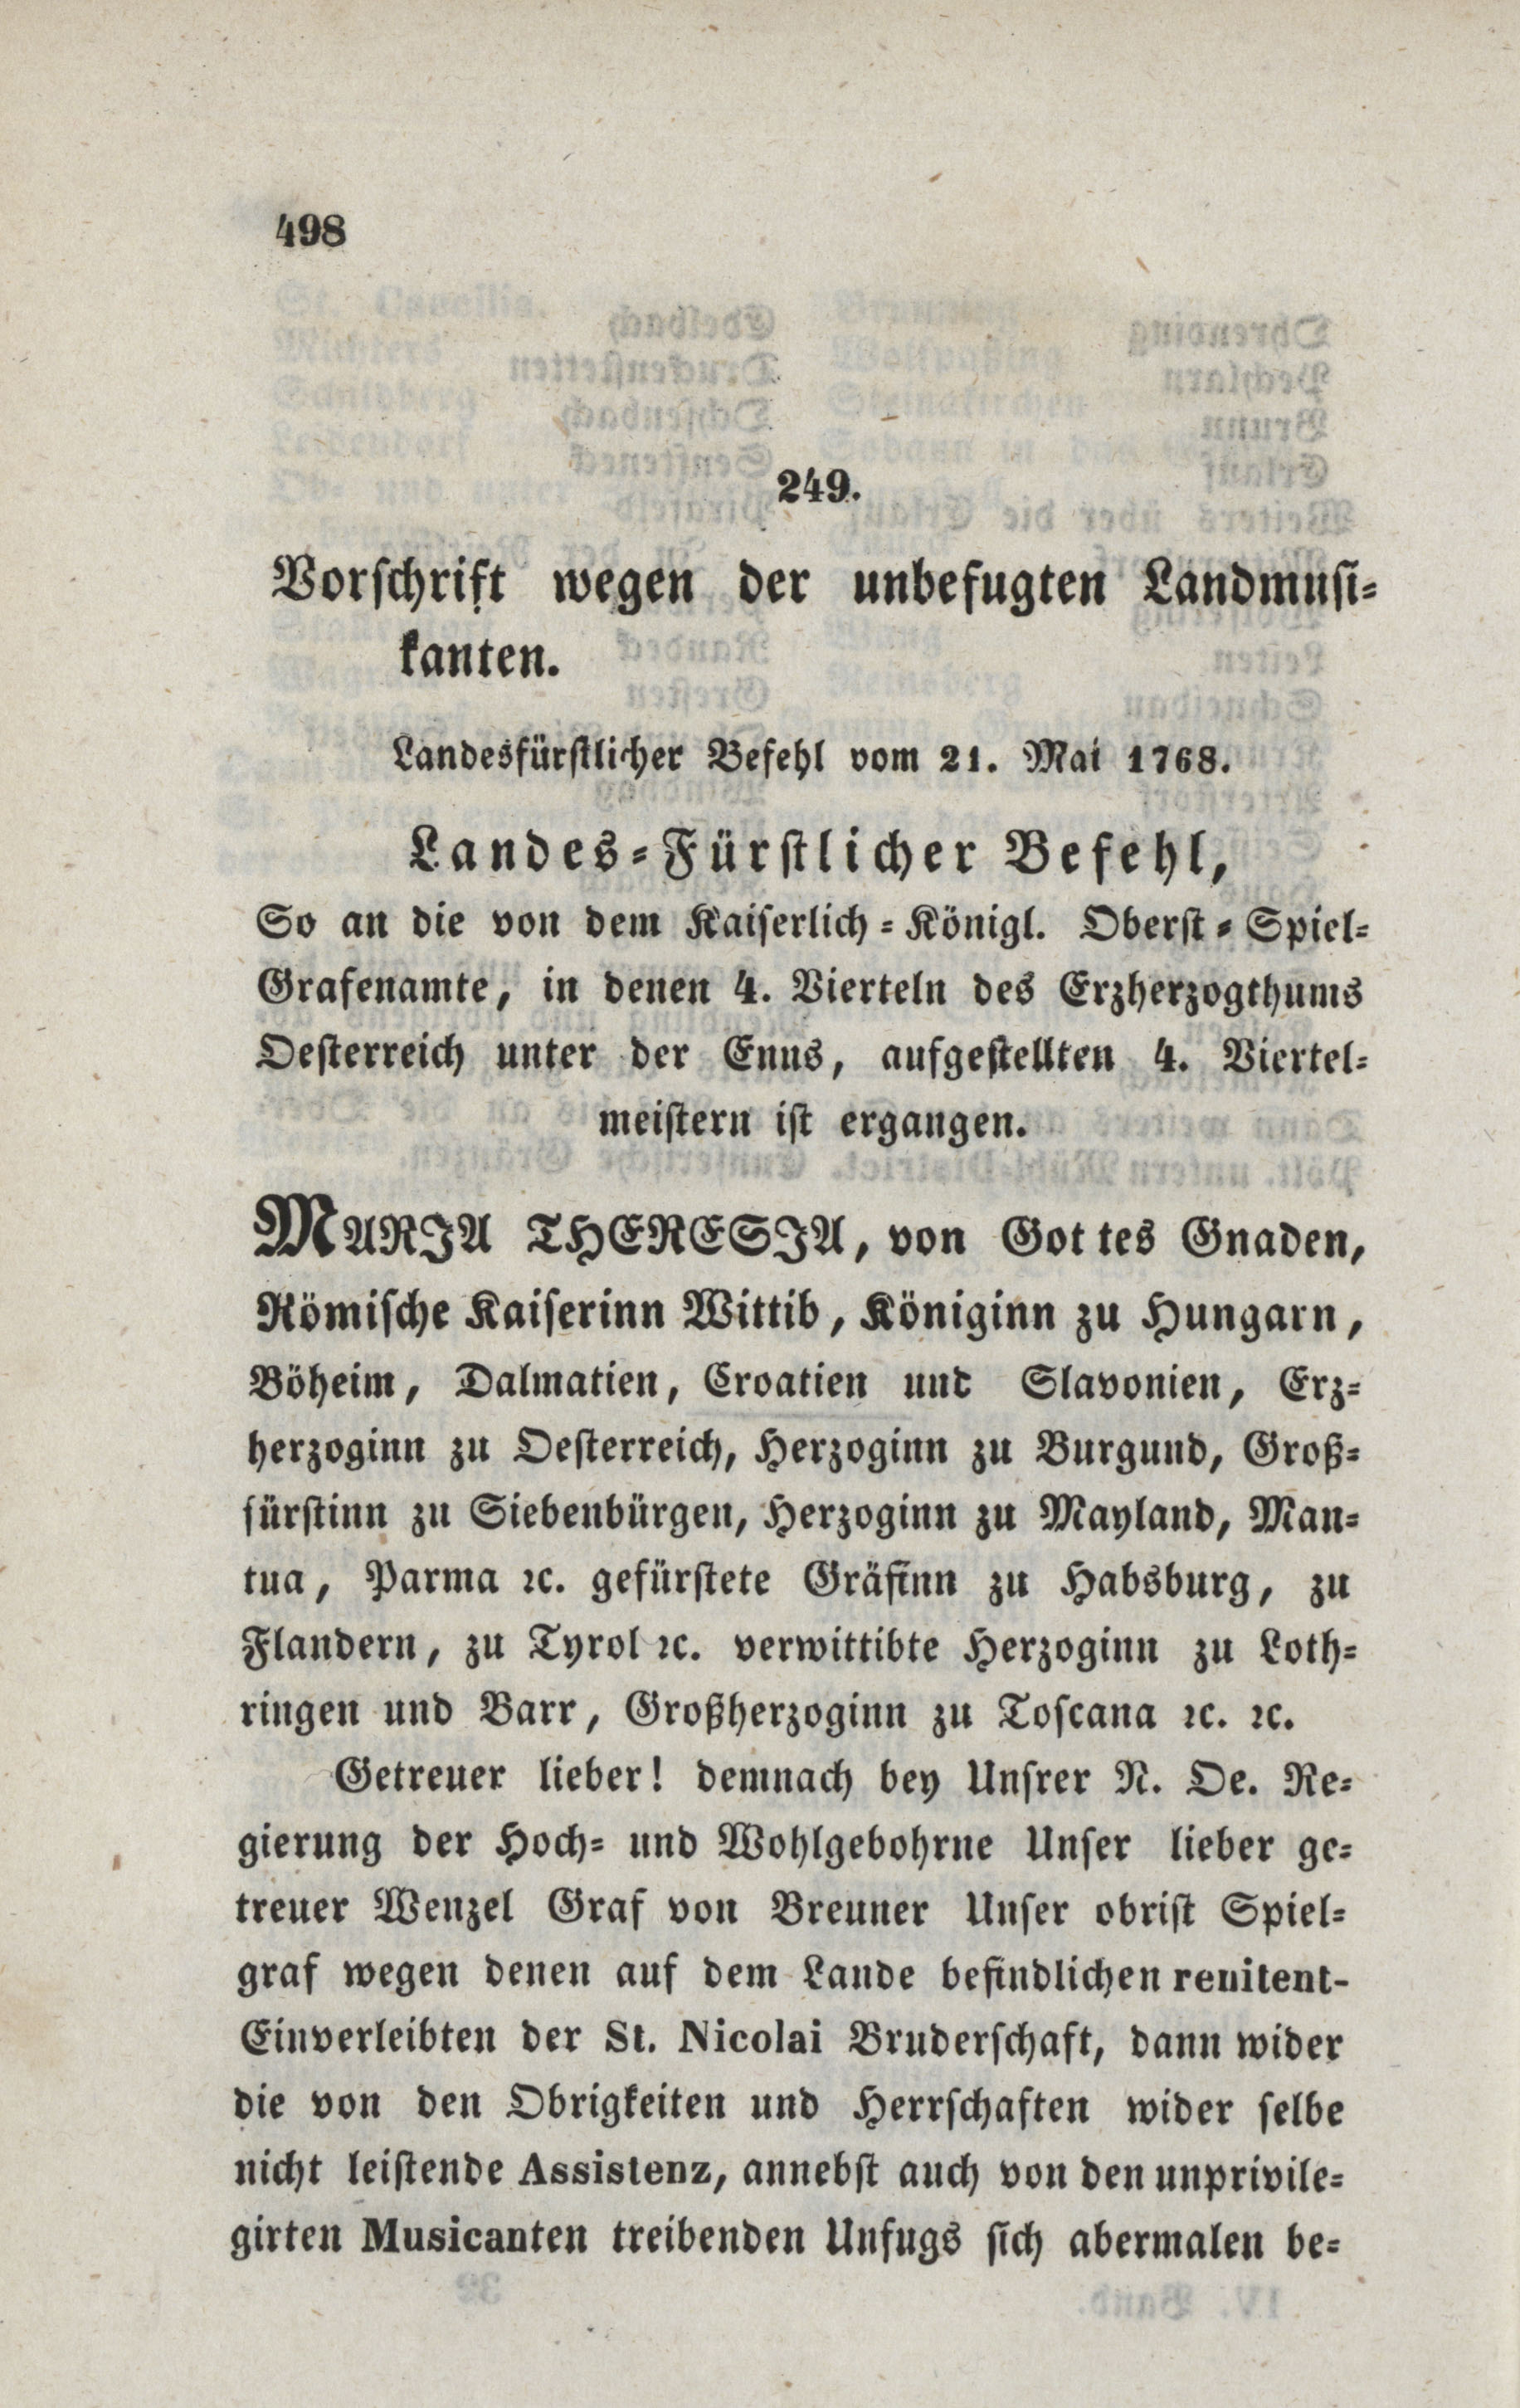 498
249.
Vorschrift wegen der unbefugten Landmusi-
kanten.
Landesfürstlicher Befehl vom 21. Mai 1768.
Landes-Fürstlicher Befehl,
So an die von dem Kaiserlich-Königl. Oberst-Spiel-
Grafenamte, in denen 4. Vierteln des Erzherzogthums
Oesterreich unter der Enns, aufgestellten 4. Viertel-
meistern ist ergangen.
MARIA THERESIA, von Gottes Gnaden,
Römische Kaiserinn Wittib, Königinn zu Hungarn,
Böheim, Dalmatien, Croatien und Slavonien, Erz-
herzoginn zu Oesterreich, Herzoginn zu Burgund, Groß-
fürstinn zu Siebenbürgen, Herzoginn zu Mayland, Man-
tua, Parma ꝛc. gefürstete Gräfinn zu Habsburg, zu
Flandern, zu Tyrol ꝛc. verwittibte Herzoginn zu Loth-
ringen und Barr, Großherzoginn zu Toscana ꝛc. ꝛc.
Getreuer lieber! demnach bey Unsrer N. Oe. Re-
gierung der Hoch- und Wohlgebohrne Unser lieber ge-
treuer Wenzel Graf von Breuner Unser obrist Spiel-
graf wegen denen auf dem Lande befindlichen renitent-
Einverleibten der St. Nicolai Bruderschaft, dann wider
die von den Obrigkeiten und Herrschaften wider selbe
nicht leistende Assistenz, annebst auch von den unprivile-
girten Musicanten treibenden Unfugs sich abermalen be-